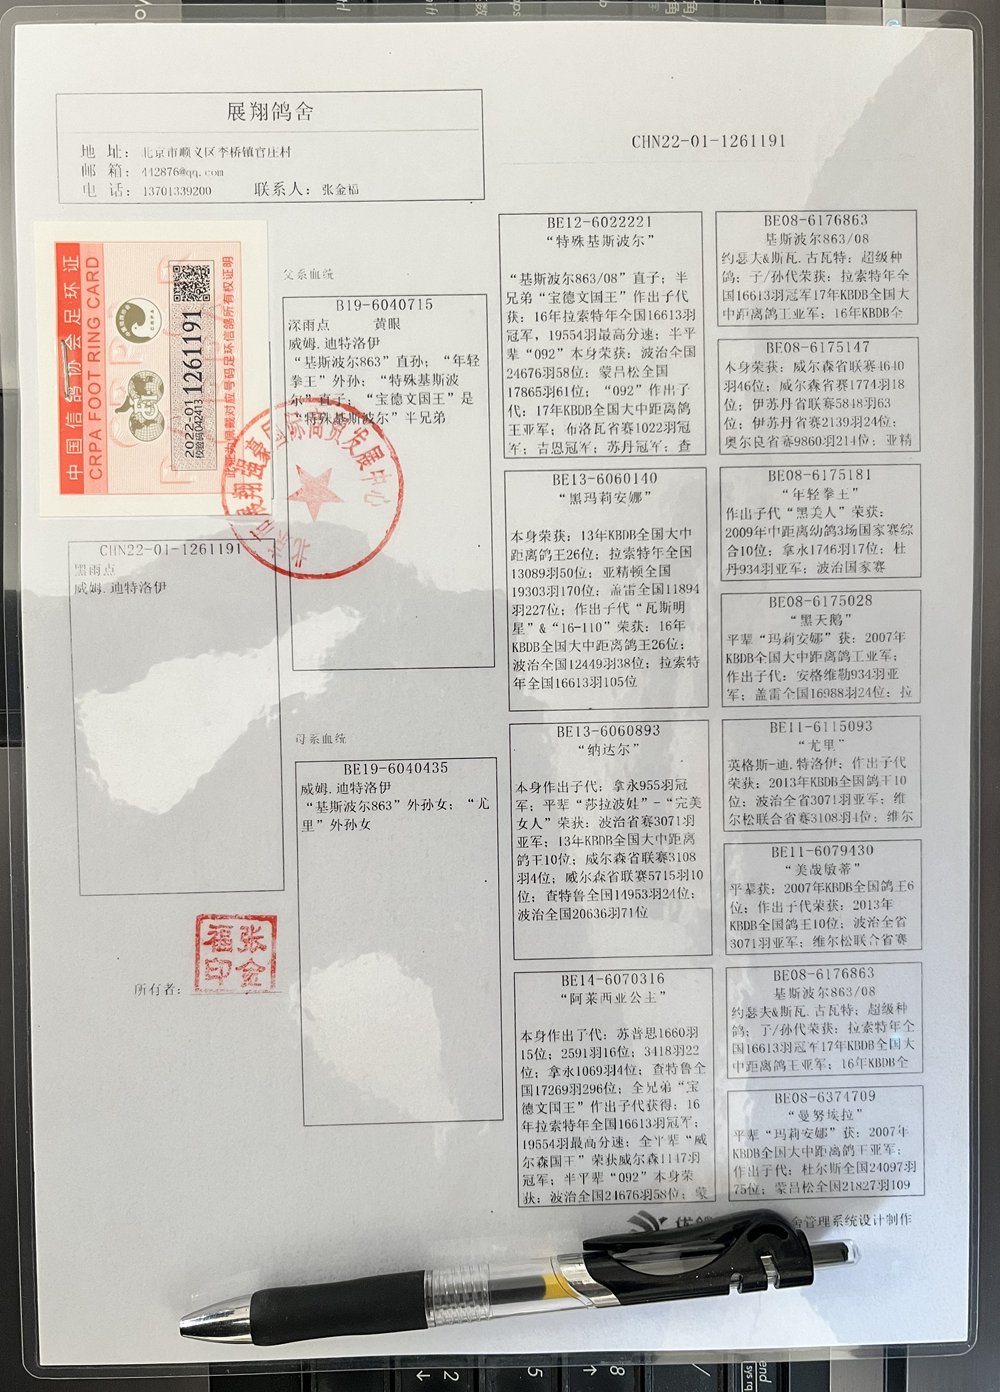 展翔鸽舍
地 址： 北京市顺义区李桥镇官庄村
邮 箱： 442876@qq.com
电 话： 13701339200 联系人： 张金福
CHN22-01-1261191
中国信鸽协会足环证
CRPA FOOT RING CARD
2022-01 1261191
校验码042413
此证为佩戴对应号码足环信鸽所有权证明
CHN22-01-1261191
黑雨点
威姆.迪特洛伊
所有者：
张金福印
父系血统
B19-6040715
深雨点 黄眼
威姆.迪特洛伊
“基斯波尔863”直孙；“年轻
拳王”外孙；“特殊基斯波
尔”直子；“宝德文国王”是
“特殊基斯波尔”半兄弟
母系血统
BE19-6040435
威姆.迪特洛伊
“基斯波尔863”外孙女；“尤
里”外孙女
BE12-6022221
“特殊基斯波尔”
“基斯波尔863/08”直子；半
兄弟“宝德文国王”作出子代
获：16年拉索特年全国16613羽
冠军，19554羽最高分速；半平
辈“092”本身荣获：波治全国
24676羽58位；蒙吕松全国
17865羽61位；“092”作出子
代：17年KBDB全国大中距离鸽
王亚军；布洛瓦省赛1022羽冠
军；吉恩冠军；苏丹冠军；查
BE13-6060140
“黑玛莉安娜”
本身荣获：13年KBDB全国大中
距离鸽王26位；拉索特年全国
13089羽50位；亚精顿全国
19303羽170位；盖雷全国11894
羽227位；作出子代“瓦斯明
星”&“16-110”荣获：16年
KBDB全国大中距离鸽王26位；
波治全国12449羽38位；拉索特
年全国16613羽105位
BE13-6060893
“纳达尔”
本身作出子代：拿永955羽冠
军；平辈“莎拉波娃”-“完美
女人”荣获：波治省赛3071羽
亚军；13年KBDB全国大中距离
鸽王10位；威尔森省联赛3108
羽4位；威尔森省联赛5715羽10
位；查特鲁全国14953羽24位；
波治全国20636羽71位
BE14-6070316
“阿莱西亚公主”
本身作出子代：苏普思1660羽
15位；2591羽16位；3418羽22
位；拿永1069羽4位；查特鲁全
国17269羽296位；全兄弟“宝
德文国王”作出子代获得：16
年拉索特年全国16613羽冠军，
19554羽最高分速；全平辈“威
尔森国王”荣获威尔森1147羽
冠军；半平辈“092”本身荣
获：波治全国24676羽58位；蒙
BE08-6176863
基斯波尔863/08
约瑟夫&斯瓦.古瓦特；超级种
鸽；子/孙代荣获：拉索特年全
国16613羽冠军17年KBDB全国大
中距离鸽王亚军；16年KBDB全
BE08-6175147
本身荣获：威尔森省联赛4640
羽46位；威尔森省赛1774羽18
位；伊苏丹省联赛5848羽63
位；伊苏丹省赛2139羽24位；
奥尔良省赛9860羽214位；亚精
BE08-6175181
“年轻拳王”
作出子代“黑美人”荣获：
2009年中距离幼鸽3场国家赛综
合10位；拿永1746羽17位；杜
丹934羽亚军；波治国家赛
BE08-6175028
“黑天鹅”
平辈“玛莉安娜”获：2007年
KBDB全国大中距离鸽王亚军；
作出子代：安格维勒934羽亚
军；盖雷全国16988羽24位；拉
BE11-6115093
“尤里”
英格斯-迪.特洛伊；作出子代
荣获：2013年KBDB全国鸽王10
位；波治全省3071羽亚军；维
尔松联合省赛3108羽4位；维尔
BE11-6079430
“美战敏蒂”
平辈获：2007年KBDB全国鸽王6
位；作出子代荣获：2013年
KBDB全国鸽王10位；波治全省
3071羽亚军；维尔松联合省赛
BE08-6176863
基斯波尔863/08
约瑟夫&斯瓦.古瓦特；超级种
鸽；子/孙代荣获：拉索特年全
国16613羽冠军17年KBDB全国大
中距离鸽王亚军；16年KBDB全
BE08-6374709
“曼努埃拉”
平辈“玛莉安娜”获：2007年
KBDB全国大中距离鸽王亚军；
作出子代：杜尔斯全国24097羽
75位；蒙吕松全国21827羽109
优鸽
舍管理系统设计制作